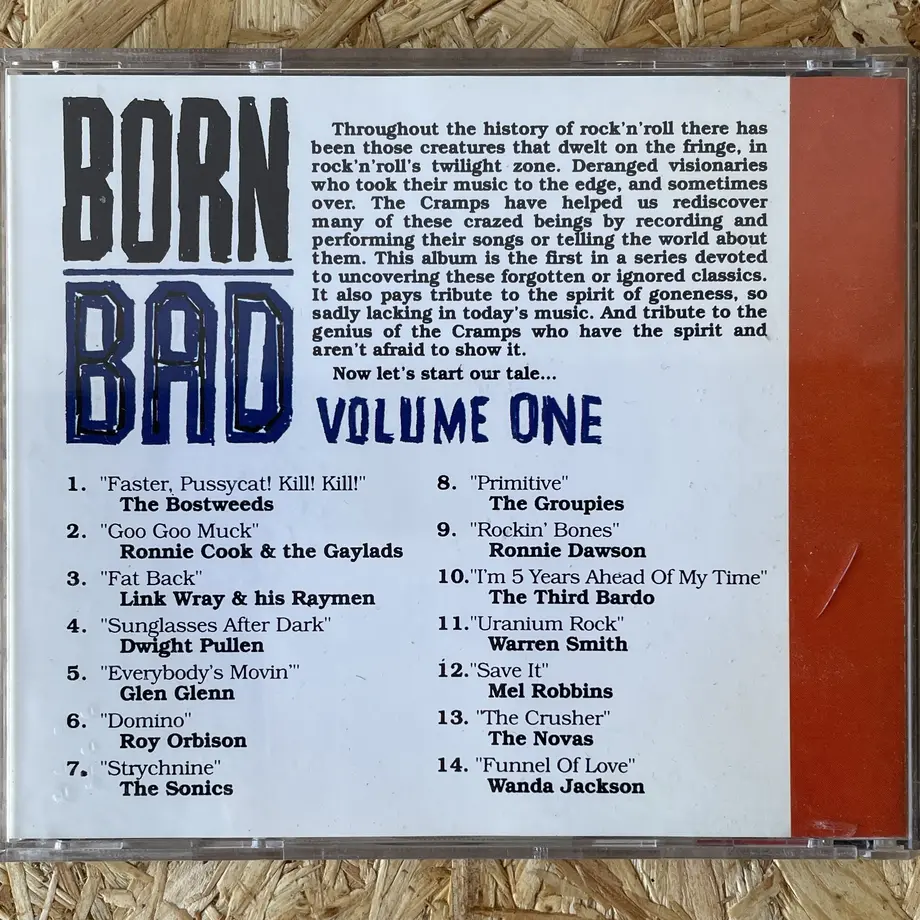 BORN
BAD
Throughout the history of rock'n'roll there has
been those creatures that dwelt on the fringe, in
rock'n'roll's twilight zone. Deranged visionaries
who took their music to the edge, and sometimes
over. The Cramps have helped us rediscover
many of these crazed beings by recording and
performing their songs or telling the world about
them. This album is the first in a series devoted
to uncovering these forgotten or ignored classics.
It also pays tribute to the spirit of goneness, so
sadly lacking in today's music. And tribute to the
genius of the Cramps who have the spirit and
aren't afraid to show it.
Now let's start our tale...
VOLUME ONE
1. "Faster, Pussycat! Kill! Kill!"
The Bostweeds
2. "Goo Goo Muck"
Ronnie Cook & the Gaylads
3. "Fat Back"
Link Wray & his Raymen
4. "Sunglasses After Dark"
Dwight Pullen
5. "Everybody's Movin'"
Glen Glenn
6. "Domino"
Roy Orbison
7. "Strychnine"
The Sonics
8. "Primitive"
The Groupies
9. "Rockin' Bones"
Ronnie Dawson
10."I'm 5 Years Ahead Of My Time"
The Third Bardo
11."Uranium Rock"
Warren Smith
12."Save It"
Mel Robbins
13. "The Crusher"
The Novas
14. "Funnel Of Love"
Wanda Jackson